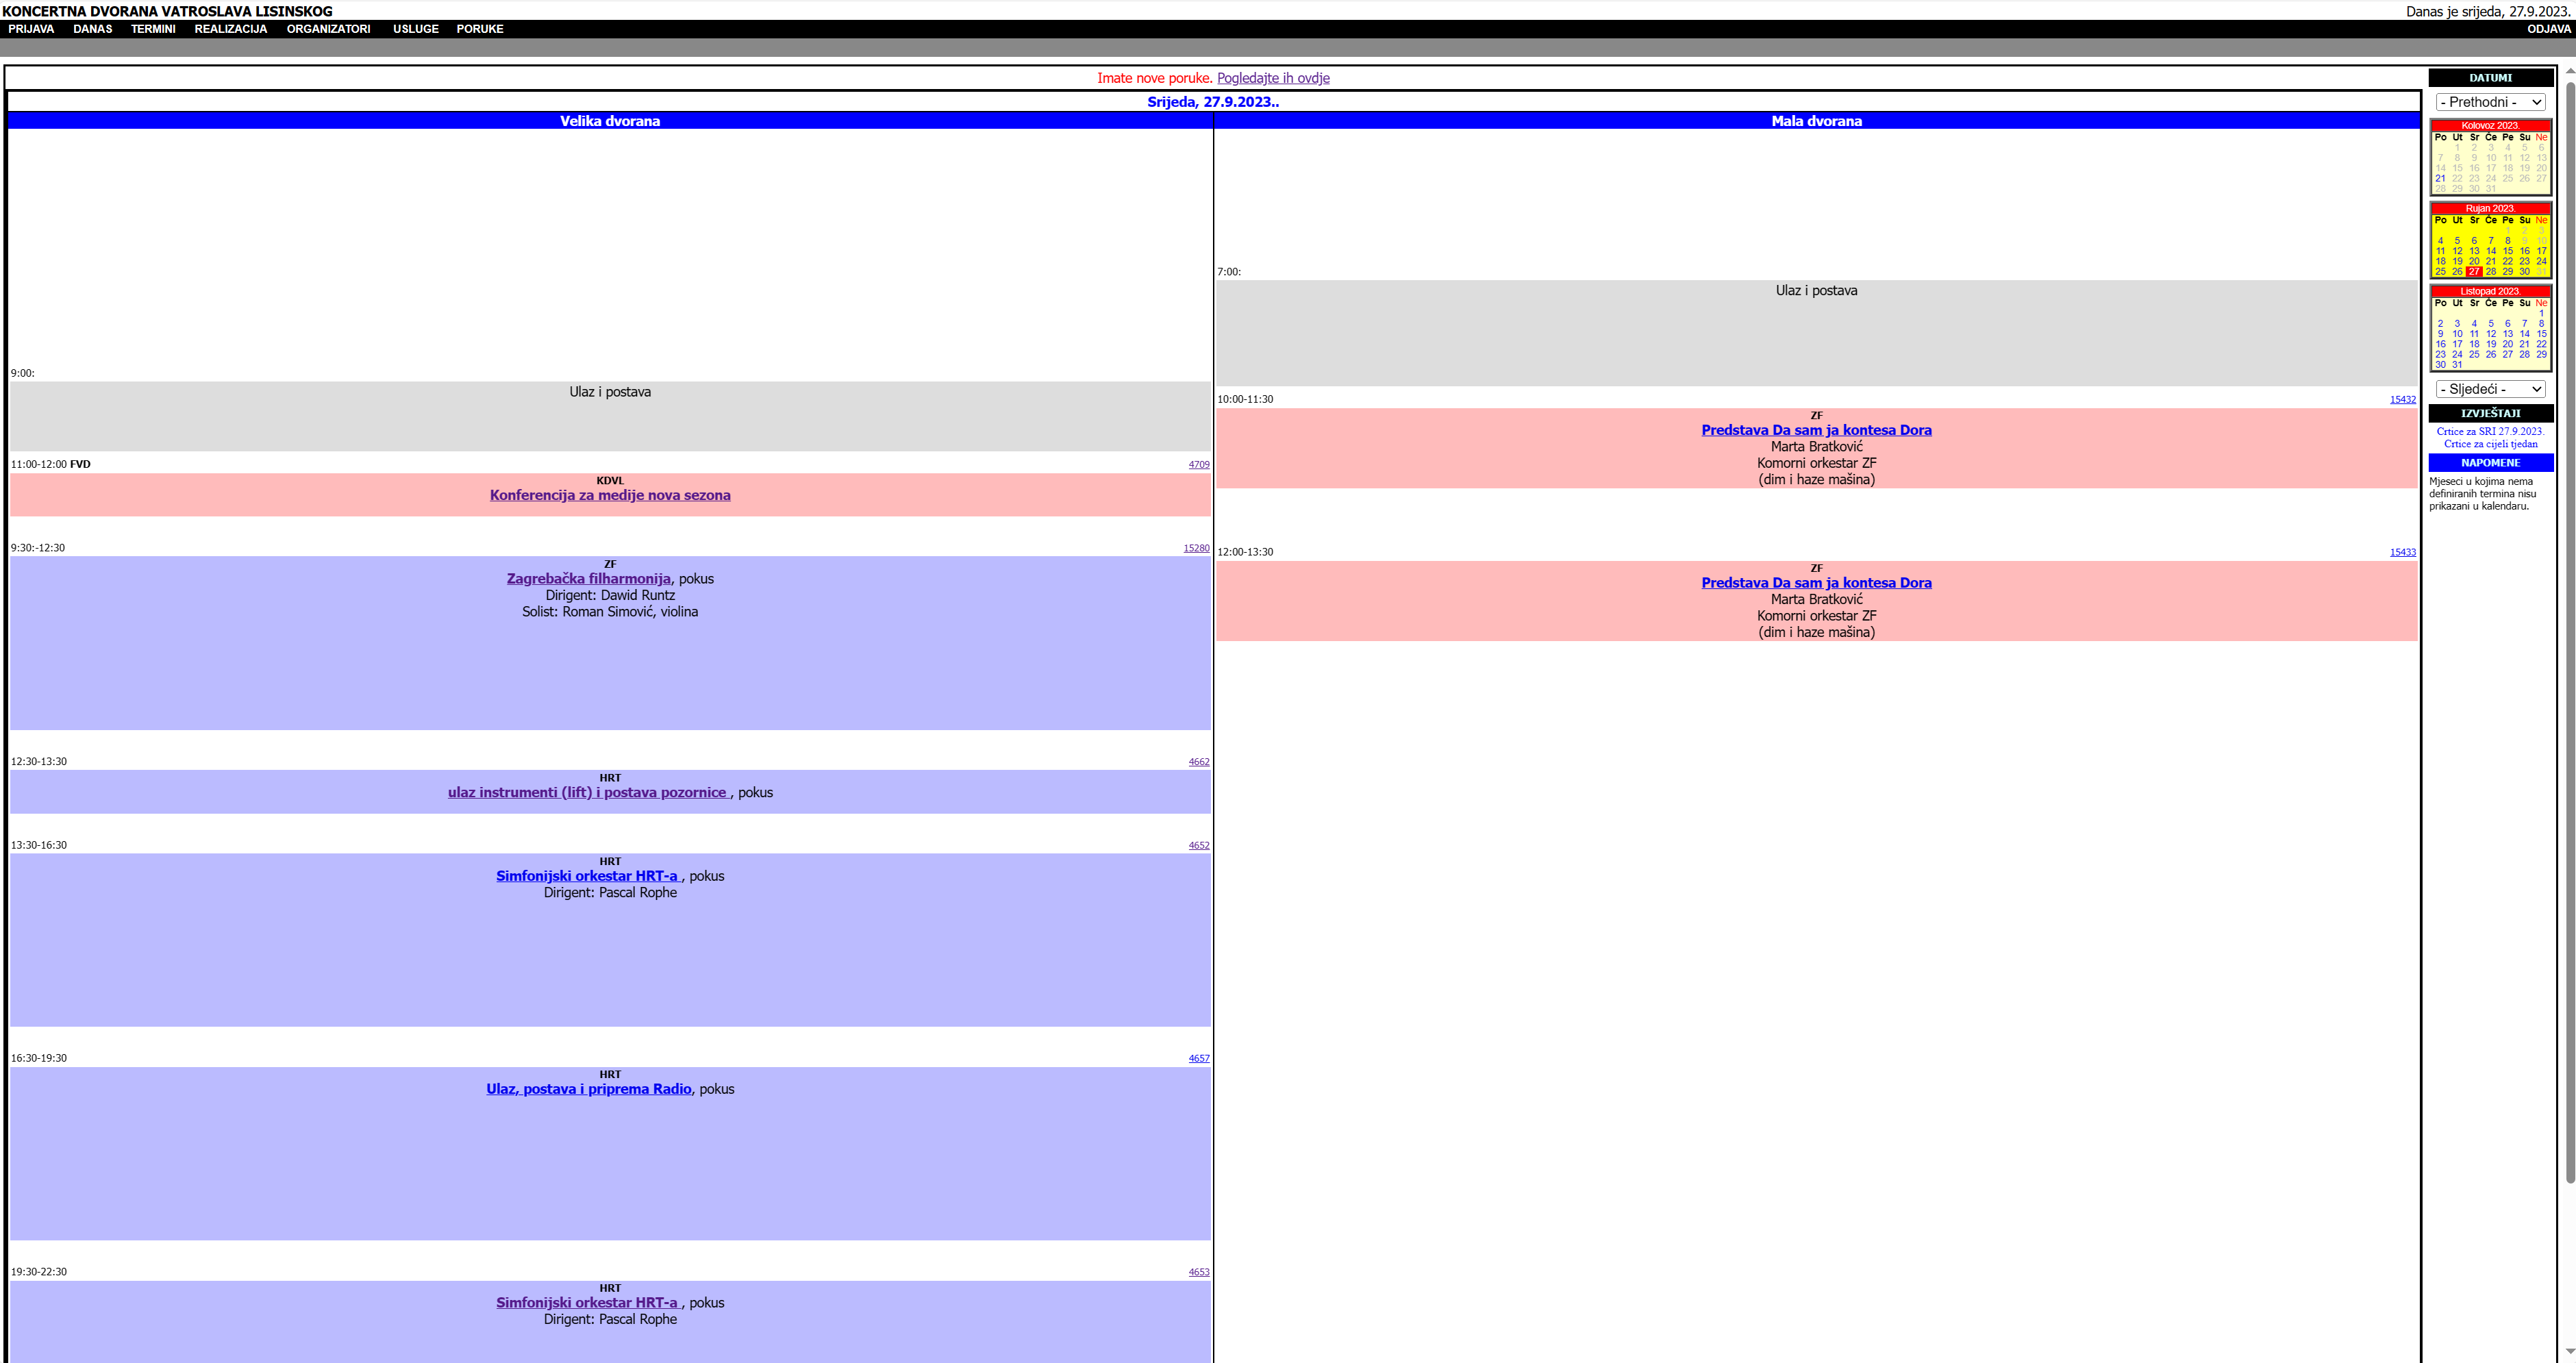 KONCERTNA DVORANA VATROSLAVA LISINSKOG
Danas je srijeda, 27.9.2023.
PRIJAVA DANAS TERMINI REALIZACIJA ORGANIZATORI USLUGE PORUKE ODJAVA
Imate nove poruke. Pogledajte ih ovdje
Srijeda, 27.9.2023..
Velika dvorana
9:00:
Ulaz i postava
11:00-12:00 FVD 4709
KDVL
Konferencija za medije nova sezona
9:30:-12:30 15280
ZF
Zagrebačka filharmonija, pokus
Dirigent: Dawid Runtz
Solist: Roman Simović, violina
12:30-13:30 4662
HRT
ulaz instrumenti (lift) i postava pozornice , pokus
13:30-16:30 4652
HRT
Simfonijski orkestar HRT-a , pokus
Dirigent: Pascal Rophe
16:30-19:30 4657
HRT
Ulaz, postava i priprema Radio, pokus
19:30-22:30 4653
HRT
Simfonijski orkestar HRT-a , pokus
Dirigent: Pascal Rophe
Mala dvorana
7:00:
Ulaz i postava
10:00-11:30 15432
ZF
Predstava Da sam ja kontesa Dora
Marta Bratković
Komorni orkestar ZF
(dim i haze mašina)
12:00-13:30 15433
ZF
Predstava Da sam ja kontesa Dora
Marta Bratković
Komorni orkestar ZF
(dim i haze mašina)
DATUMI
- Prethodni -
Kolovoz 2023.
Po Ut Sr Če Pe Su Ne
1 2 3 4 5 6
7 8 9 10 11 12 13
14 15 16 17 18 19 20
21 22 23 24 25 26 27
28 29 30 31
Rujan 2023.
Po Ut Sr Če Pe Su Ne
1 2 3
4 5 6 7 8 9 10
11 12 13 14 15 16 17
18 19 20 21 22 23 24
25 26 27 28 29 30 31
Listopad 2023.
Po Ut Sr Če Pe Su Ne
1
2 3 4 5 6 7 8
9 10 11 12 13 14 15
16 17 18 19 20 21 22
23 24 25 26 27 28 29
30 31
- Sljedeći -
IZVJEŠTAJI
Crtice za SRI 27.9.2023.
Crtice za cijeli tjedan
NAPOMENE
Mjeseci u kojima nema
definiranih termina nisu
prikazani u kalendaru.